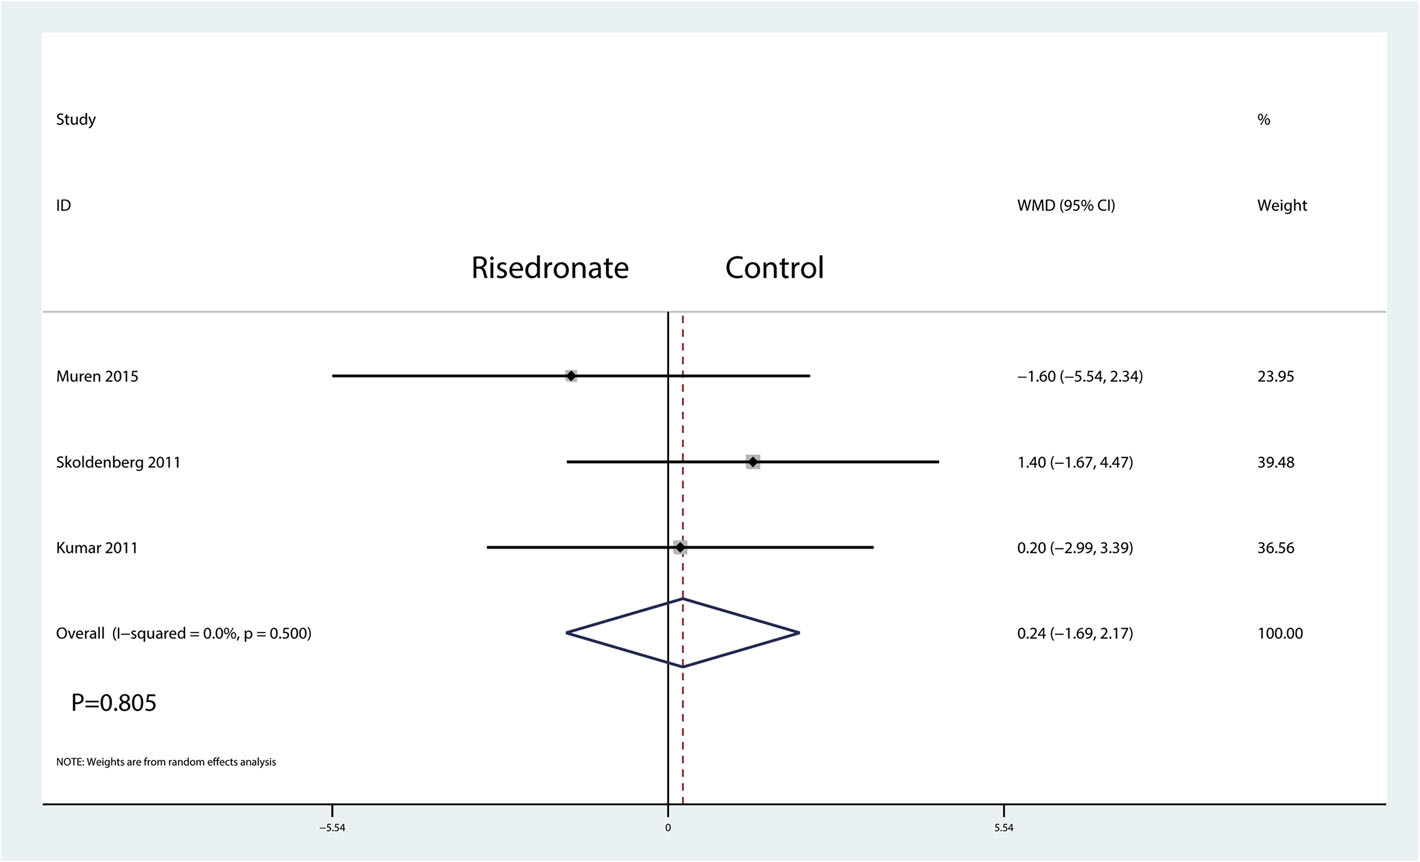 Study %
ID WMD (95% CI) Weight
Risedronate Control
Muren 2015 −1.60 (−5.54, 2.34) 23.95
Skoldenberg 2011 1.40 (−1.67, 4.47) 39.48
Kumar 2011 0.20 (−2.99, 3.39) 36.56
Overall (I−squared = 0.0%, p = 0.500) 0.24 (−1.69, 2.17) 100.00
P=0.805
NOTE: Weights are from random effects analysis
−5.54 0 5.54